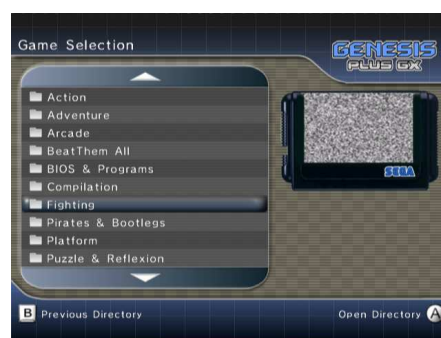 Game Selection
GENESIS
PLUS GX
Action
Adventure
Arcade
BeatThem All
BIOS & Programs
Compilation
Fighting
Pirates & Bootlegs
Platform
Puzzle & Reflexion
SEGA
B Previous Directory
Open Directory A